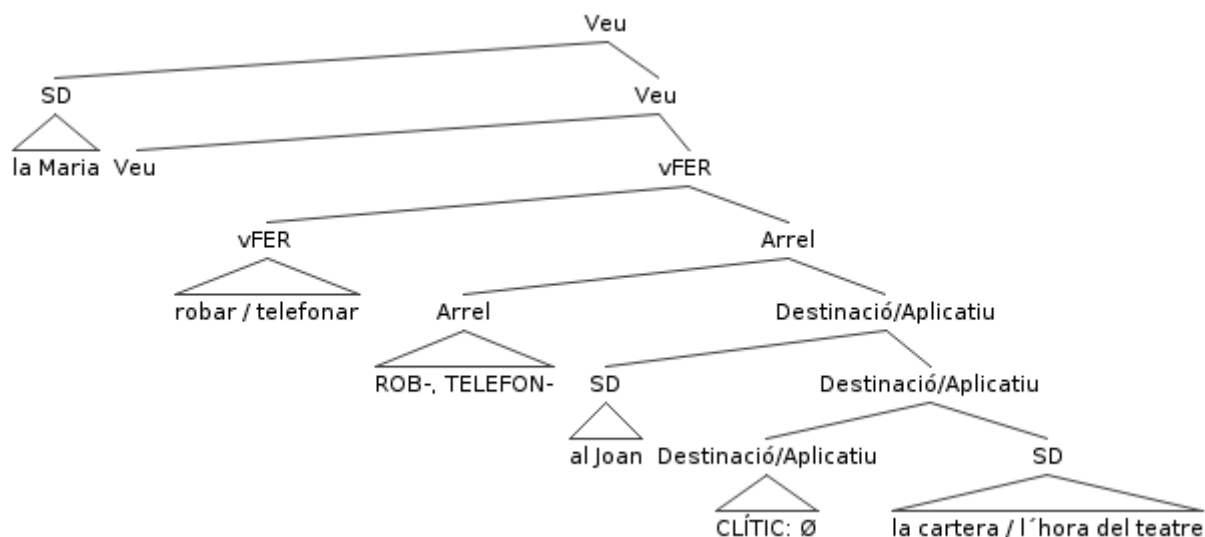 Veu
SD Veu
la Maria Veu vFER
vFER Arrel
robar / telefonar Arrel Destinació/Aplicatiu
ROB-, TELEFON- SD Destinació/Aplicatiu
al Joan Destinació/Aplicatiu SD
CLÍTIC: Ø la cartera / l´hora del teatre